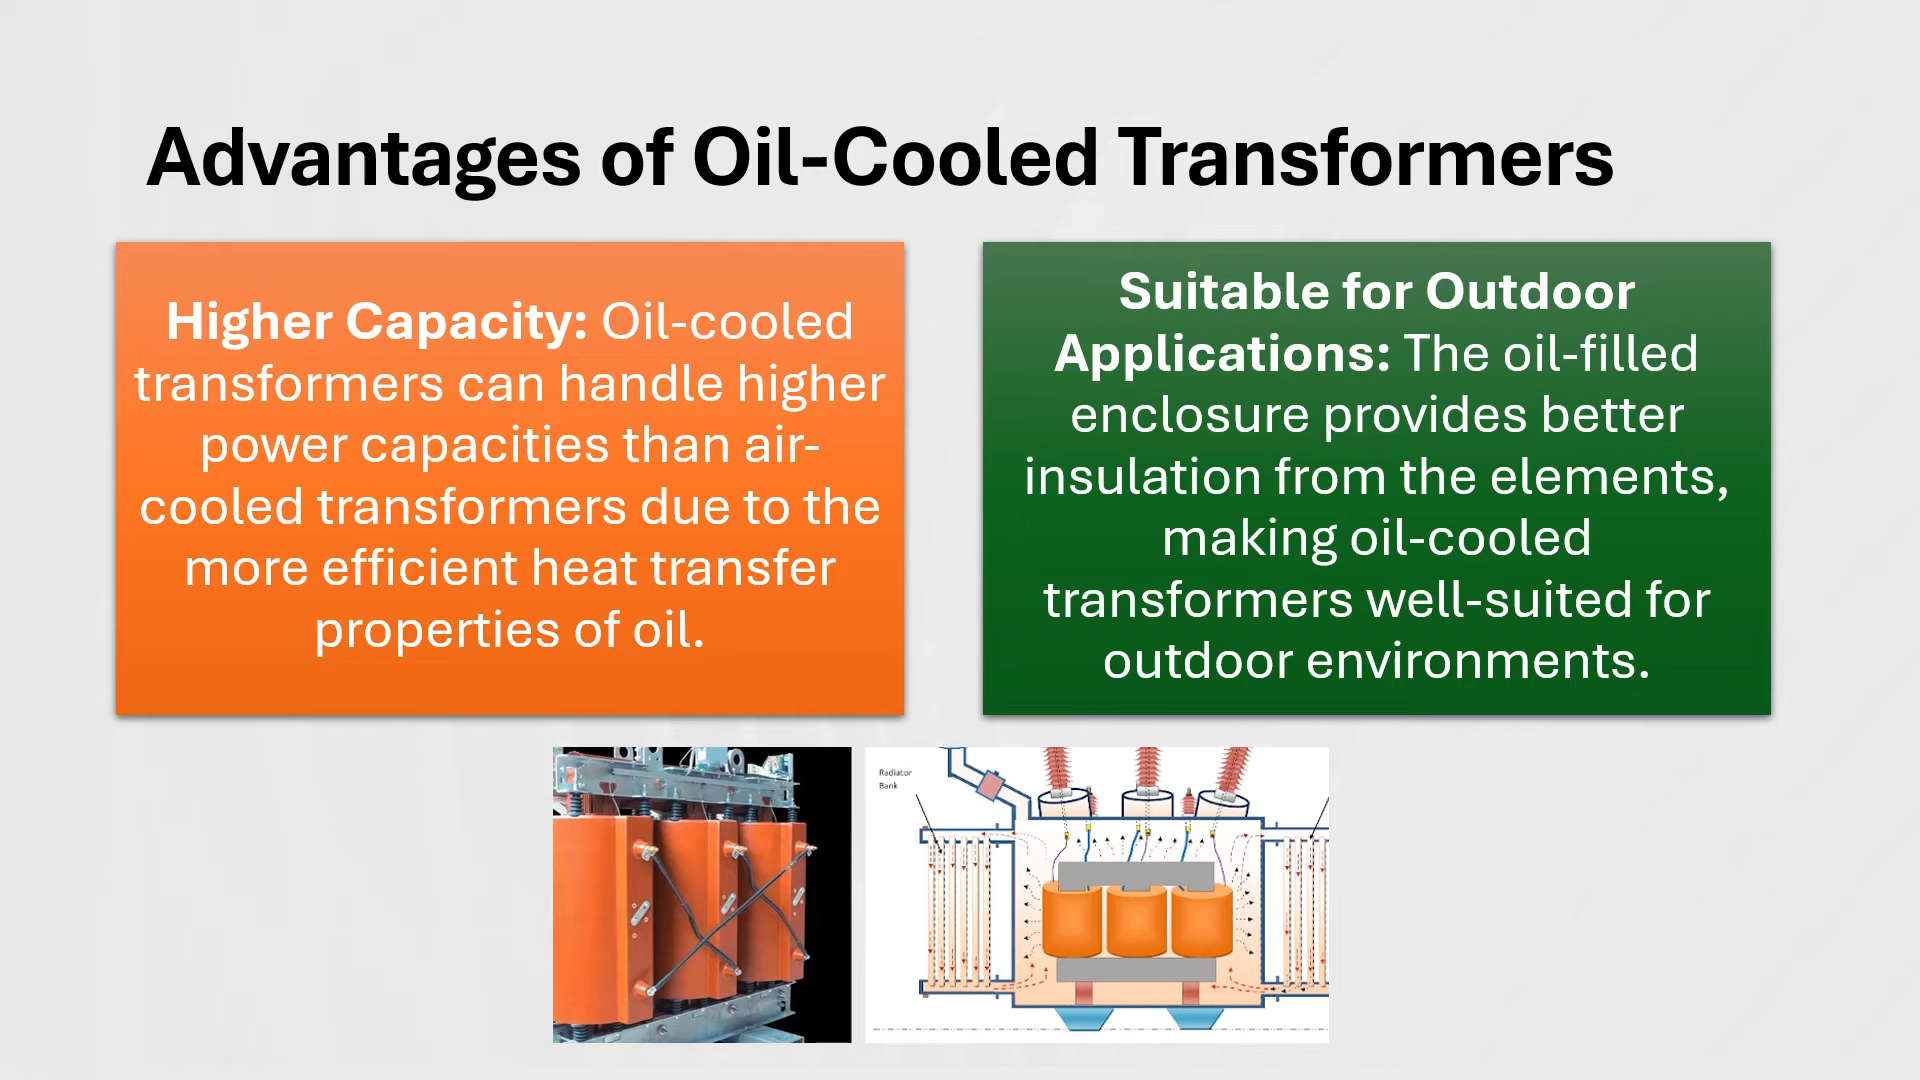 Advantages of Oil-Cooled Transformers
Higher Capacity: Oil-cooled
transformers can handle higher
power capacities than air-
cooled transformers due to the
more efficient heat transfer
properties of oil.
Suitable for Outdoor
Applications: The oil-filled
enclosure provides better
insulation from the elements,
making oil-cooled
transformers well-suited for
outdoor environments.
Radiator
Bank